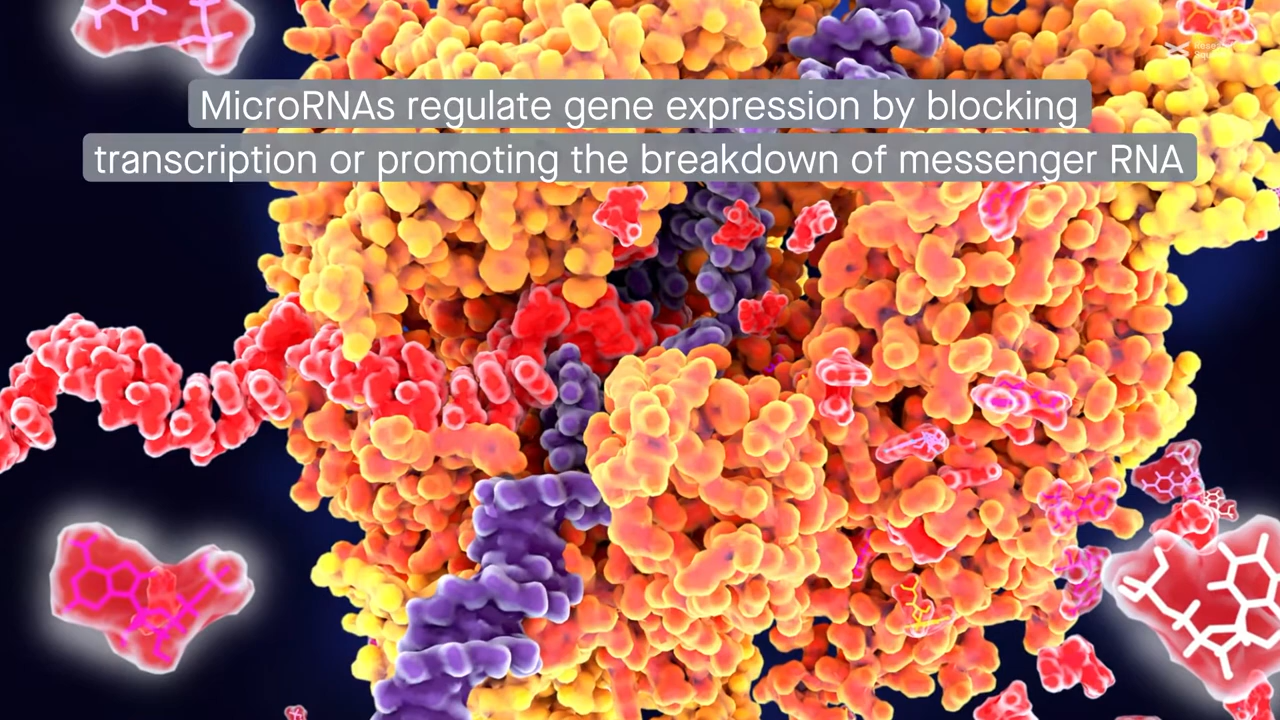 MicroRNAs regulate gene expression by blocking
transcription or promoting the breakdown of messenger RNA